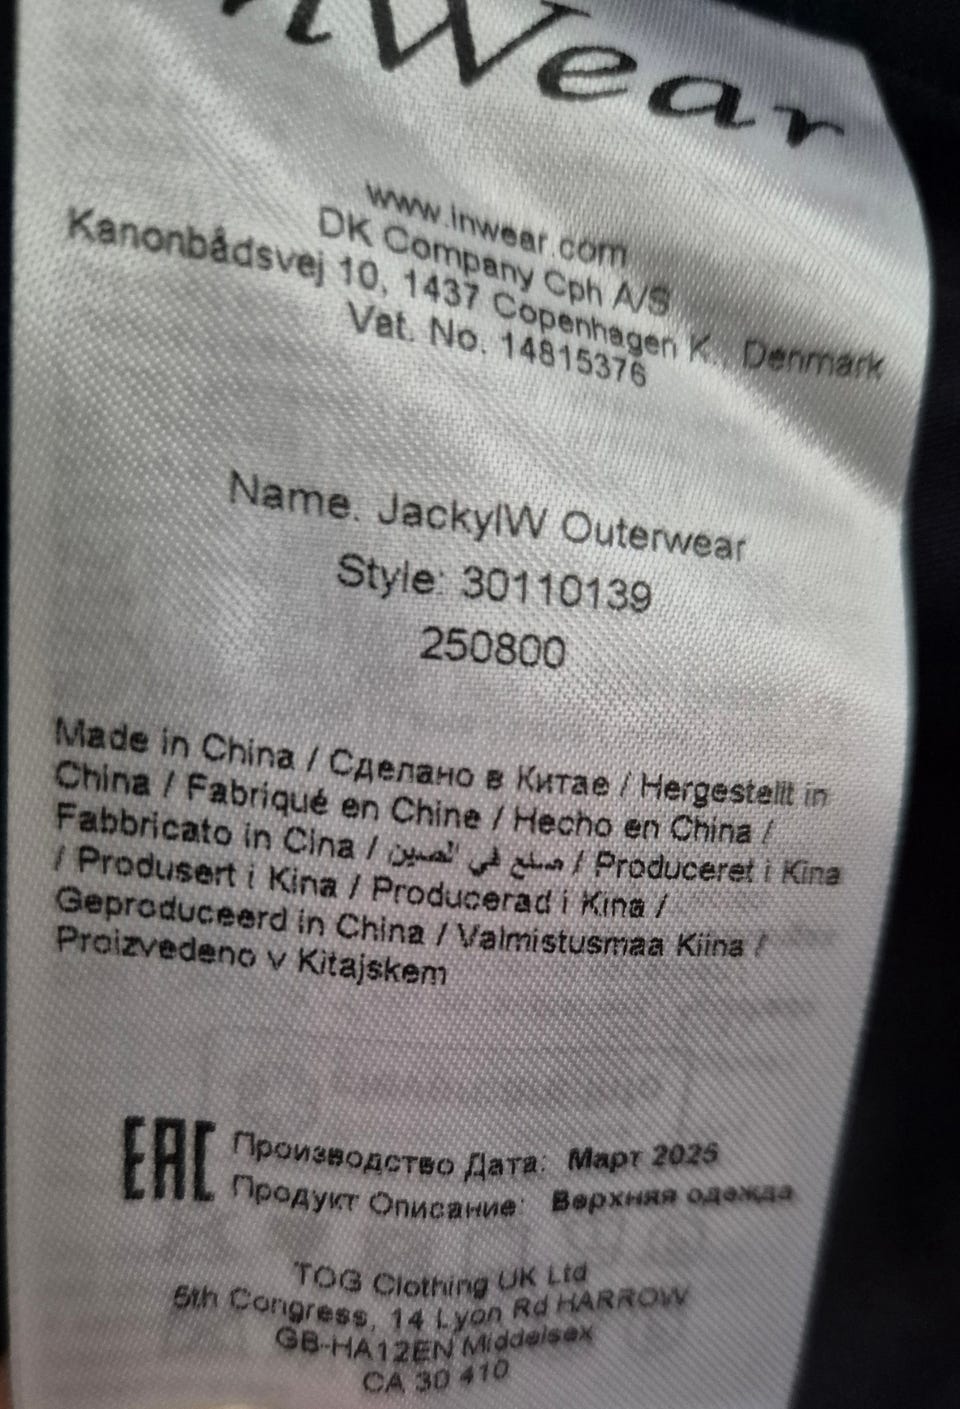 nWear
www.inwear.com
DK Company Cph A/S
Kanonbådsvej 10, 1437 Copenhagen K., Denmark
Vat. No. 14815376
Name. JackyIW Outerwear
Style: 30110139
250800
Made in China / Сделано в Китае / Hergestellt in
China / Fabriqué en Chine / Hecho en China /
Fabbricato in Cina / صنع في الصين / Produceret i Kina
/ Produsert i Kina / Producerad i Kina /
Geproduceerd in China / Valmistusmaa Kiina /
Proizvedeno v Kitajskem
EAC
Производство Дата: Март 2025
Продукт Описание: Верхняя одежда
TOG Clothing UK Ltd
5th Congress, 14 Lyon Rd HARROW
GB-HA12EN Middelsex
CA 30 410